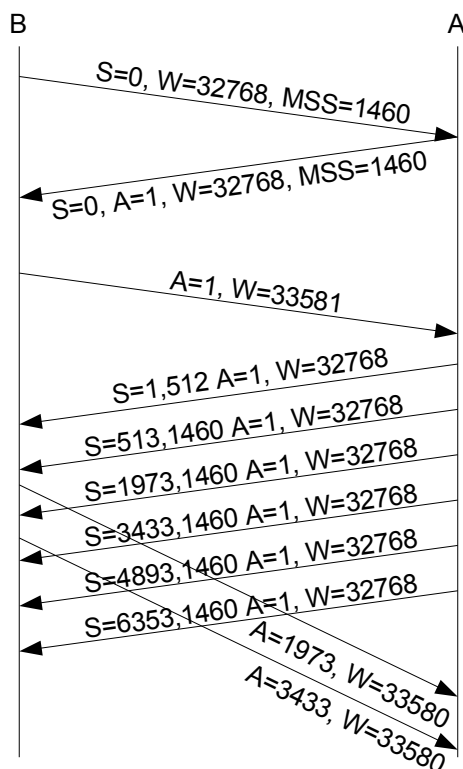 B A
S=0, W=32768, MSS=1460
S=0, A=1, W=32768, MSS=1460
A=1, W=33581
S=1,512 A=1, W=32768
S=513,1460 A=1, W=32768
S=1973,1460 A=1, W=32768
S=3433,1460 A=1, W=32768
S=4893,1460 A=1, W=32768
S=6353,1460 A=1, W=32768
A=1973, W=33580
A=3433, W=33580